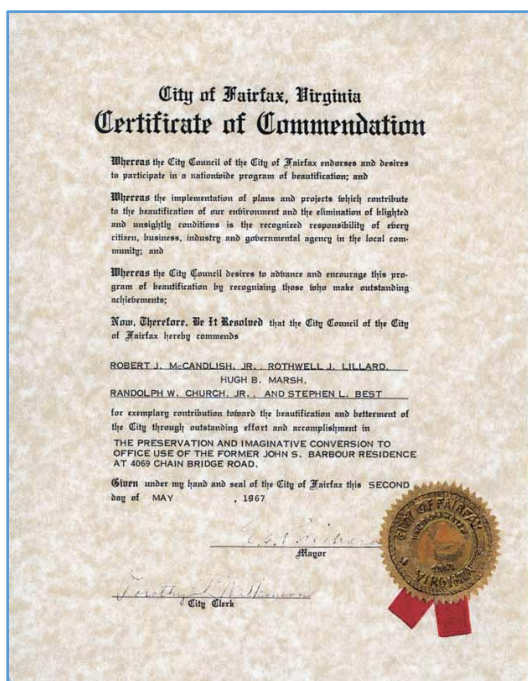 City of Fairfax, Virginia
Certificate of Commendation
Whereas the City Council of the City of Fairfax endorses and desires
to participate in a nationwide program of beautification; and
Whereas the implementation of plans and projects which contribute
to the beautification of our environment and the elimination of blighted
and unsightly conditions is the recognized responsibility of every
citizen, business, industry and governmental agency in the local com-
munity; and
Whereas the City Council desires to advance and encourage this pro-
gram of beautification by recognizing those who make outstanding
achievements;
Now, Therefore, Be It Resolved that the City Council of the City
of Fairfax hereby commends
ROBERT J. McCANDLISH, JR., ROTHWELL J. LILLARD,
HUGH B. MARSH,
RANDOLPH W. CHURCH, JR., AND STEPHEN L. BEST
for exemplary contribution toward the beautification and betterment of
the City through outstanding effort and accomplishment in
THE PRESERVATION AND IMAGINATIVE CONVERSION TO
OFFICE USE OF THE FORMER JOHN S. BARBOUR RESIDENCE
AT 4069 CHAIN BRIDGE ROAD.
Given under my hand and seal of the City of Fairfax this SECOND
day of MAY , 1967
Mayor
Dorothy
City Clerk
CITY OF FAIRFAX
VIRGINIA